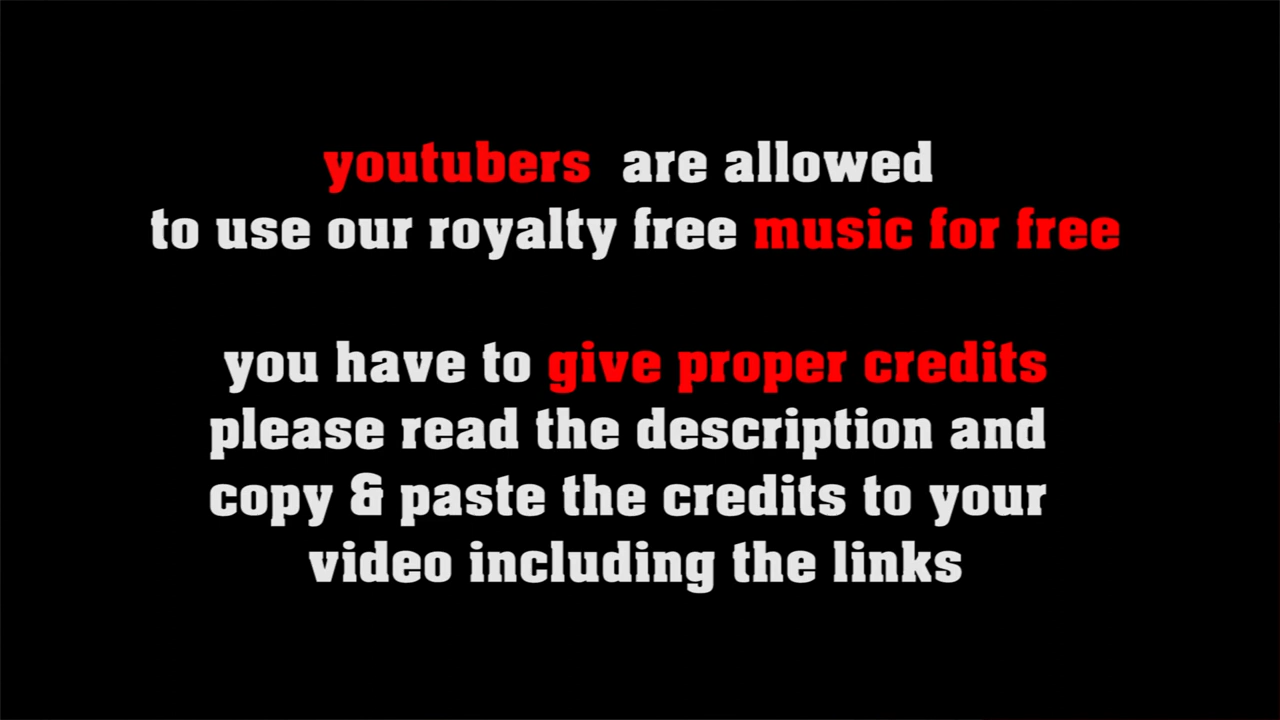 youtubers are allowed
to use our royalty free music for free
you have to give proper credits
please read the description and
copy & paste the credits to your
video including the links